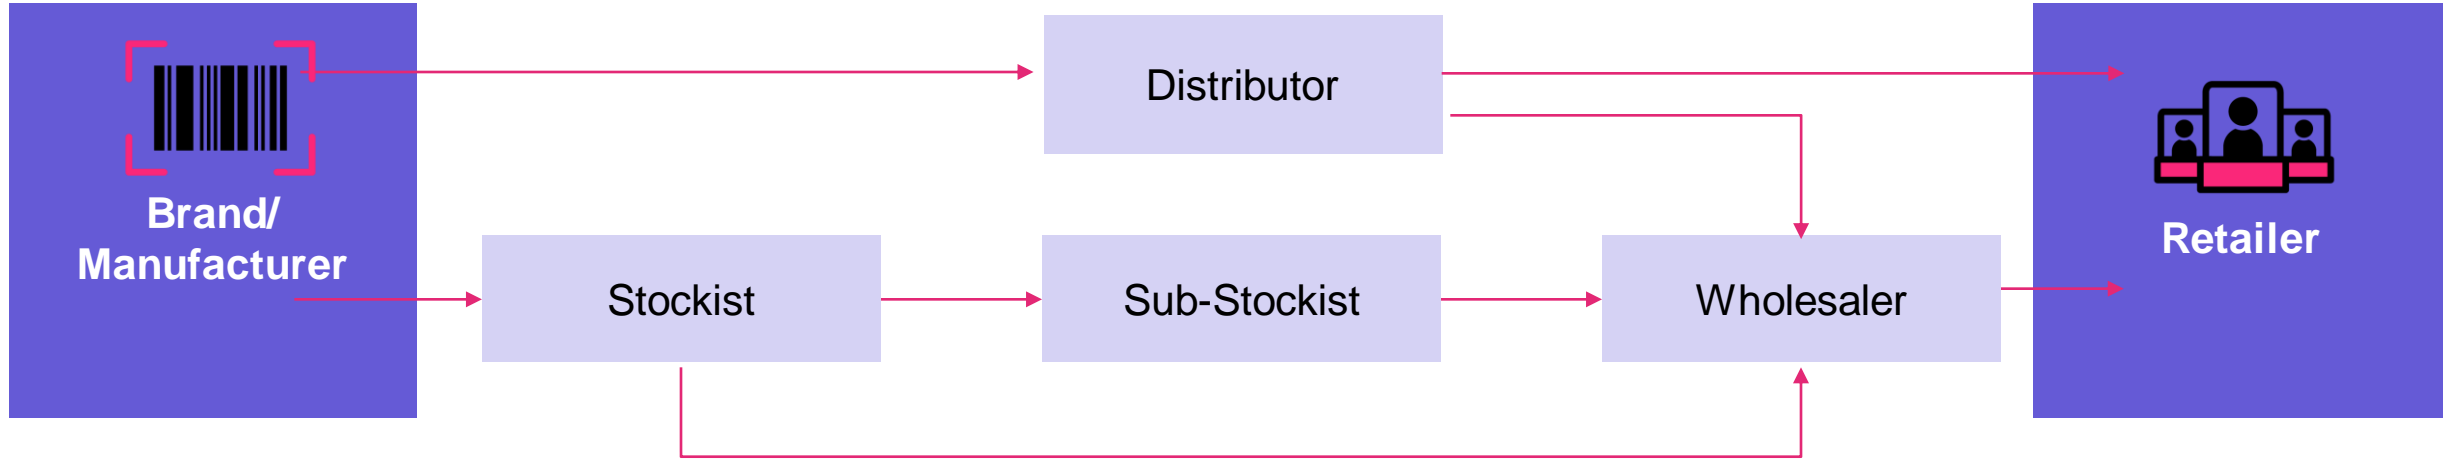 Brand/
Manufacturer
Distributor
Stockist
Sub-Stockist
Wholesaler
Retailer